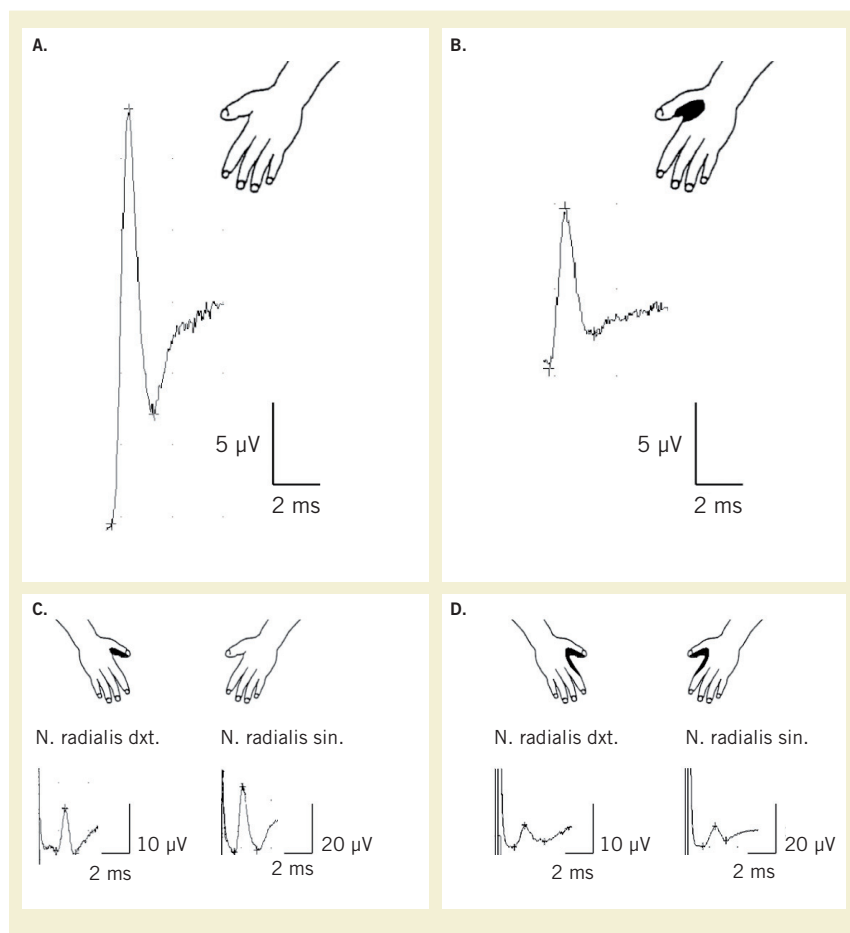 A.
B.
5 µV
2 ms
5 µV
2 ms
C.
D.
N. radialis dxt.
N. radialis sin.
N. radialis dxt.
N. radialis sin.
10 µV
2 ms
20 µV
2 ms
10 µV
2 ms
20 µV
2 ms